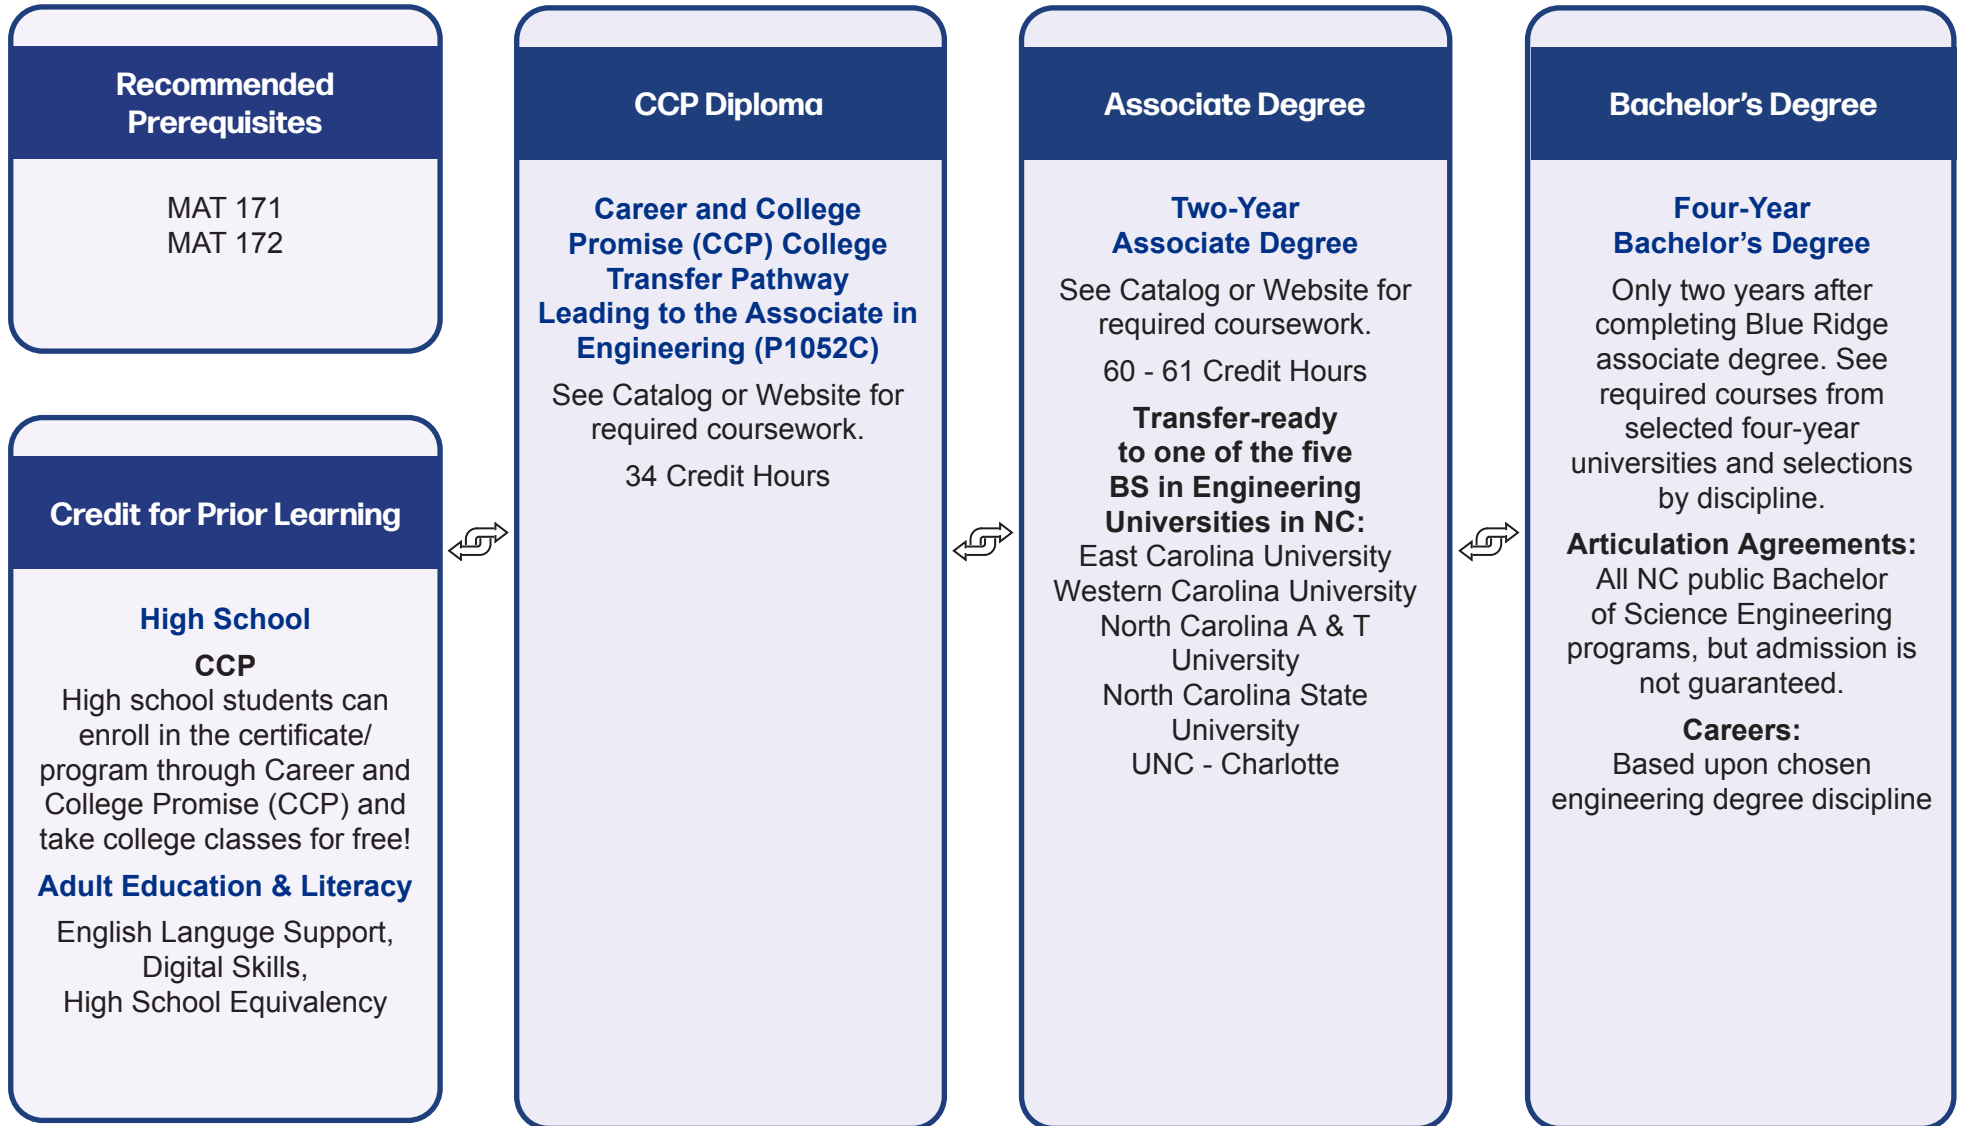 Recommended
Prerequisites
MAT 171
MAT 172
Credit for Prior Learning
High School
CCP
High school students can
enroll in the certificate/
program through Career and
College Promise (CCP) and
take college classes for free!
Adult Education & Literacy
English Languge Support,
Digital Skills,
High School Equivalency
CCP Diploma
Career and College
Promise (CCP) College
Transfer Pathway
Leading to the Associate in
Engineering (P1052C)
See Catalog or Website for
required coursework.
34 Credit Hours
Associate Degree
Two-Year
Associate Degree
See Catalog or Website for
required coursework.
60 - 61 Credit Hours
Transfer-ready
to one of the five
BS in Engineering
Universities in NC:
East Carolina University
Western Carolina University
North Carolina A & T
University
North Carolina State
University
UNC - Charlotte
Bachelor’s Degree
Four-Year
Bachelor’s Degree
Only two years after
completing Blue Ridge
associate degree. See
required courses from
selected four-year
universities and selections
by discipline.
Articulation Agreements:
All NC public Bachelor
of Science Engineering
programs, but admission is
not guaranteed.
Careers:
Based upon chosen
engineering degree discipline